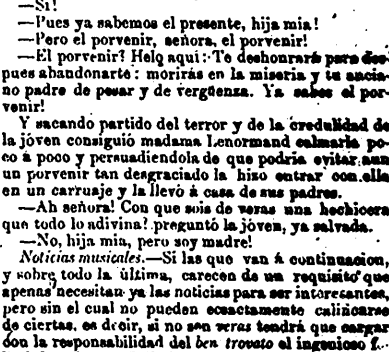 —Sí!
—Pues ya sabemos el presente, hija mia!
—Pero el porvenir, señora, el porvenir!
—El porvenir? Helo aqui: Te deshonrará para des-
pues abandonarte: morirás en la miseria y tu ancia-
no padre de pesar y de vergüenza. Ya sabes el por-
venir!
Y sacando partido del terror y de la credulidad de
la jóven consiguió madama Lenormand calmarla po-
co á poco y persuadiendola de que podria evitar aun
un porvenir tan desgraciado la hizo entrar con ella
en un carruaje y la llevó á casa de sus padres.
—Ah señora! Con que sois de veras una hechicera
que todo lo adivina! preguntó la jóven, ya salvada.
—No, hija mia, pero soy madre!
Noticias musicales.—Si las que van á continuacion,
y sobre todo la última, carecen de un requisito que
apenas necesitan ya las noticias para ser interesantes,
pero sin el cual no pueden exactamente calificarse
de ciertas, es decir, si no son veras tendrá que cargar
con la responsabilidad del ben trovato el ingenioso